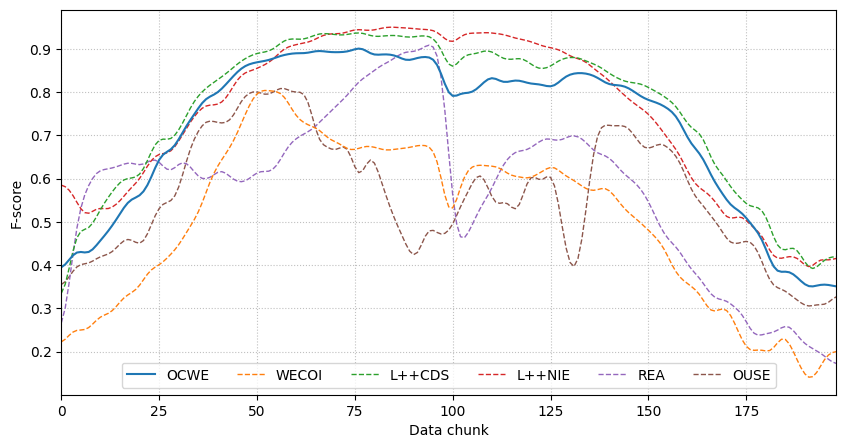 F-score
0.9
0.8
0.7
0.6
0.5
0.4
0.3
0.2
OCWE WECOI L++CDS L++NIE REA OUSE
0 25 50 75 100 125 150 175
Data chunk